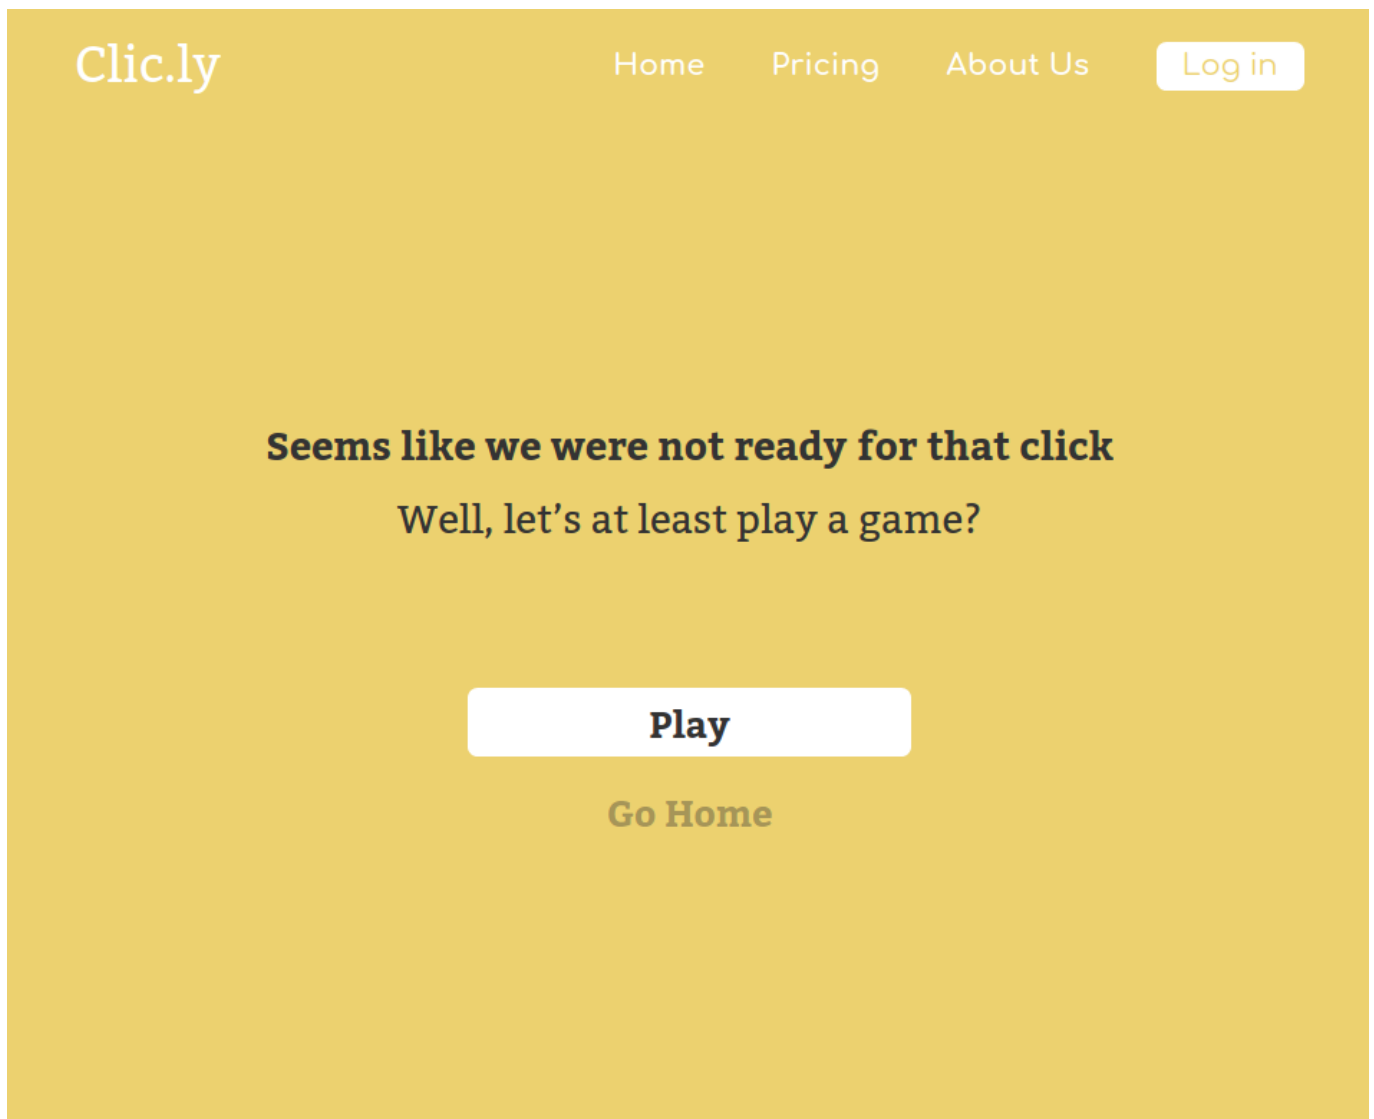 Clic.ly
Home
Pricing
About Us
Log in
Seems like we were not ready for that click
Well, let’s at least play a game?
Play
Go Home